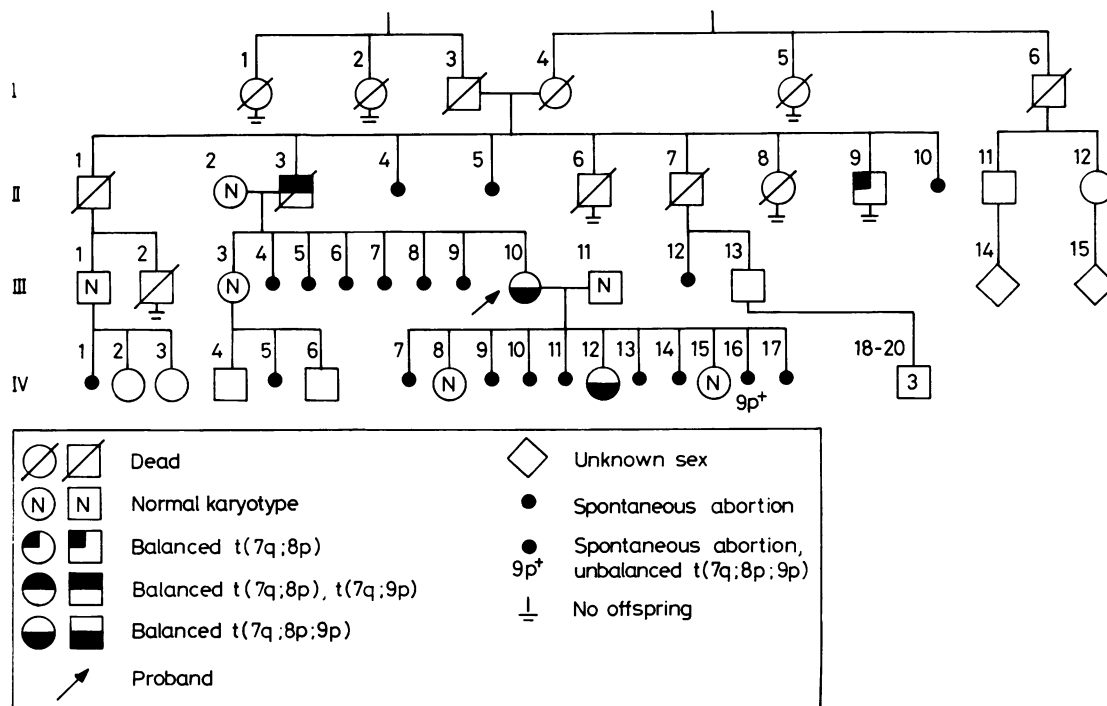 1 2 3 4 5 6
I
1 2 3 4 5 6 7 8 9 10 11 12
II N
1 2 3 4 5 6 7 8 9 10 11 12 13 14 15
III N N N
1 2 3 4 5 6 7 8 9 10 11 12 13 14 15 16 17 18-20
IV N N 3
9p+
Dead
N N Normal karyotype
Balanced t(7q;8p)
Balanced t(7q;8p), t(7q;9p)
Balanced t(7q;8p;9p)
Proband
Unknown sex
Spontaneous abortion
Spontaneous abortion,
9p+ unbalanced t(7q;8p;9p)
No offspring